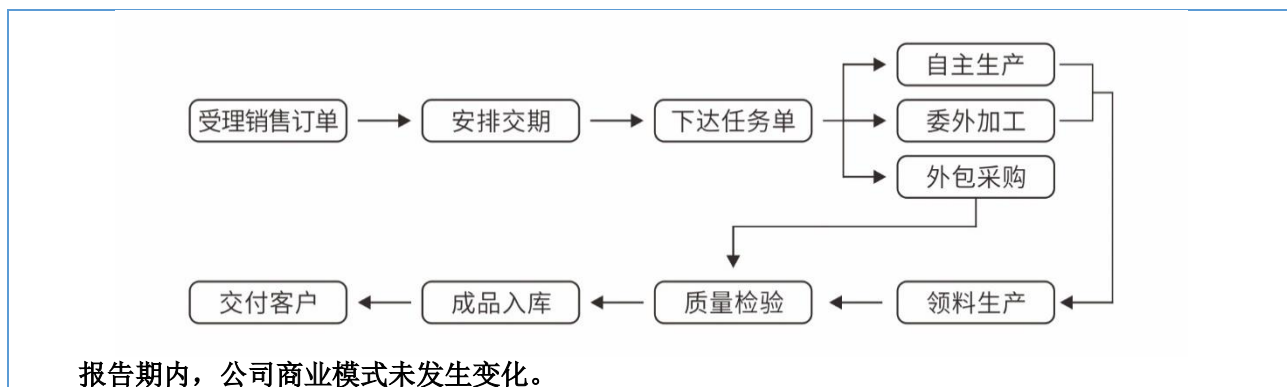 自主生产
受理销售订单 安排交期 下达任务单 委外加工
外包采购
交付客户 成品入库 质量检验 领料生产
报告期内，公司商业模式未发生变化。